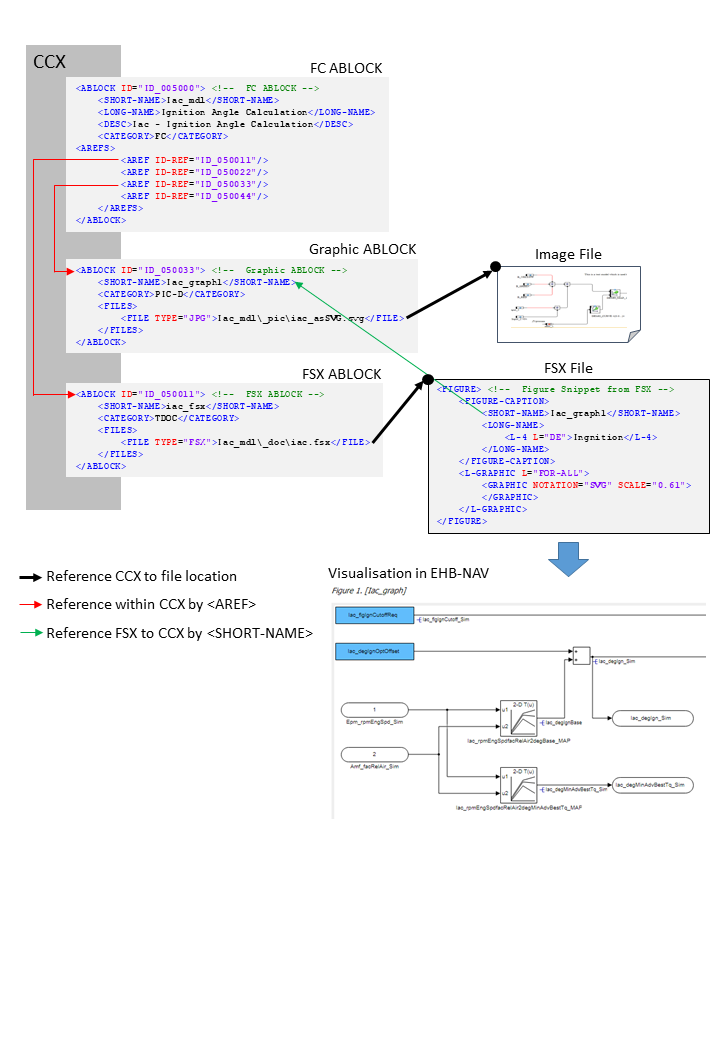 CCX
FC ABLOCK
<ABLOCK ID="ID_005000"> <!--  FC ABLOCK -->
<SHORT-NAME>Iac_mdl</SHORT-NAME>
<LONG-NAME>Ignition Angle Calculation</LONG-NAME>
<DESC>Iac - Ignition Angle Calculation</DESC>
<CATEGORY>FC</CATEGORY>
<AREFS>
<AREF ID-REF="ID_050011"/>
<AREF ID-REF="ID_050022"/>
<AREF ID-REF="ID_050033"/>
<AREF ID-REF="ID_050044"/>
</AREFS>
</ABLOCK>
Graphic ABLOCK
<ABLOCK ID="ID_050033"> <!-- Graphic ABLOCK -->
<SHORT-NAME>Iac_graph1</SHORT-NAME>
<CATEGORY>PIC-D</CATEGORY>
<FILES>
<FILE TYPE="JPG">Iac_mdl\_pic\iac_asSVG.svg</FILE>
</FILES>
</ABLOCK>
Image File
FSX ABLOCK
<ABLOCK ID="ID_050011"> <!-- FSX ABLOCK -->
<SHORT-NAME>iac_fsx</SHORT-NAME>
<CATEGORY>TDOC</CATEGORY>
<FILES>
<FILE TYPE="FSX">Iac_mdl\_doc\iac.fsx</FILE>
</FILES>
</ABLOCK>
FSX File
<FIGURE> <!--  Figure Snippet from FSX -->
<FIGURE-CAPTION>
<SHORT-NAME>Iac_graph1</SHORT-NAME>
<LONG-NAME>
<L-4 L="DE">Ingnition</L-4>
</LONG-NAME>
</FIGURE-CAPTION>
<L-GRAPHIC L="FOR-ALL">
<GRAPHIC NOTATION="SVG" SCALE="0.61">
</GRAPHIC>
</L-GRAPHIC>
</FIGURE>
Reference CCX to file location
Reference within CCX by <AREF>
Reference FSX to CCX by <SHORT-NAME>
Visualisation in EHB-NAV
Figure 1. [Iac_graph]
Iac_flgIgnCutoffReq
Iac_flgIgnCutoff_Sim
Iac_degIgnOptOffset
Iac_degIgn_Sim
1
Epm_rpmEngSpd_Sim
2-D T(u)
u1
u2
Iac_degIgnBase
Iac_degIgn_Sim
Iac_rpmEngSpdfacRelAir2degBase_MAP
2
Amf_facRelAir_Sim
2-D T(u)
u1
u2
Iac_degMinAdvBestTq_Sim
Iac_degMinAdvBestTq_Sim
Iac_rpmEngSpdfacRelAir2degMinAdvBestTq_MAP